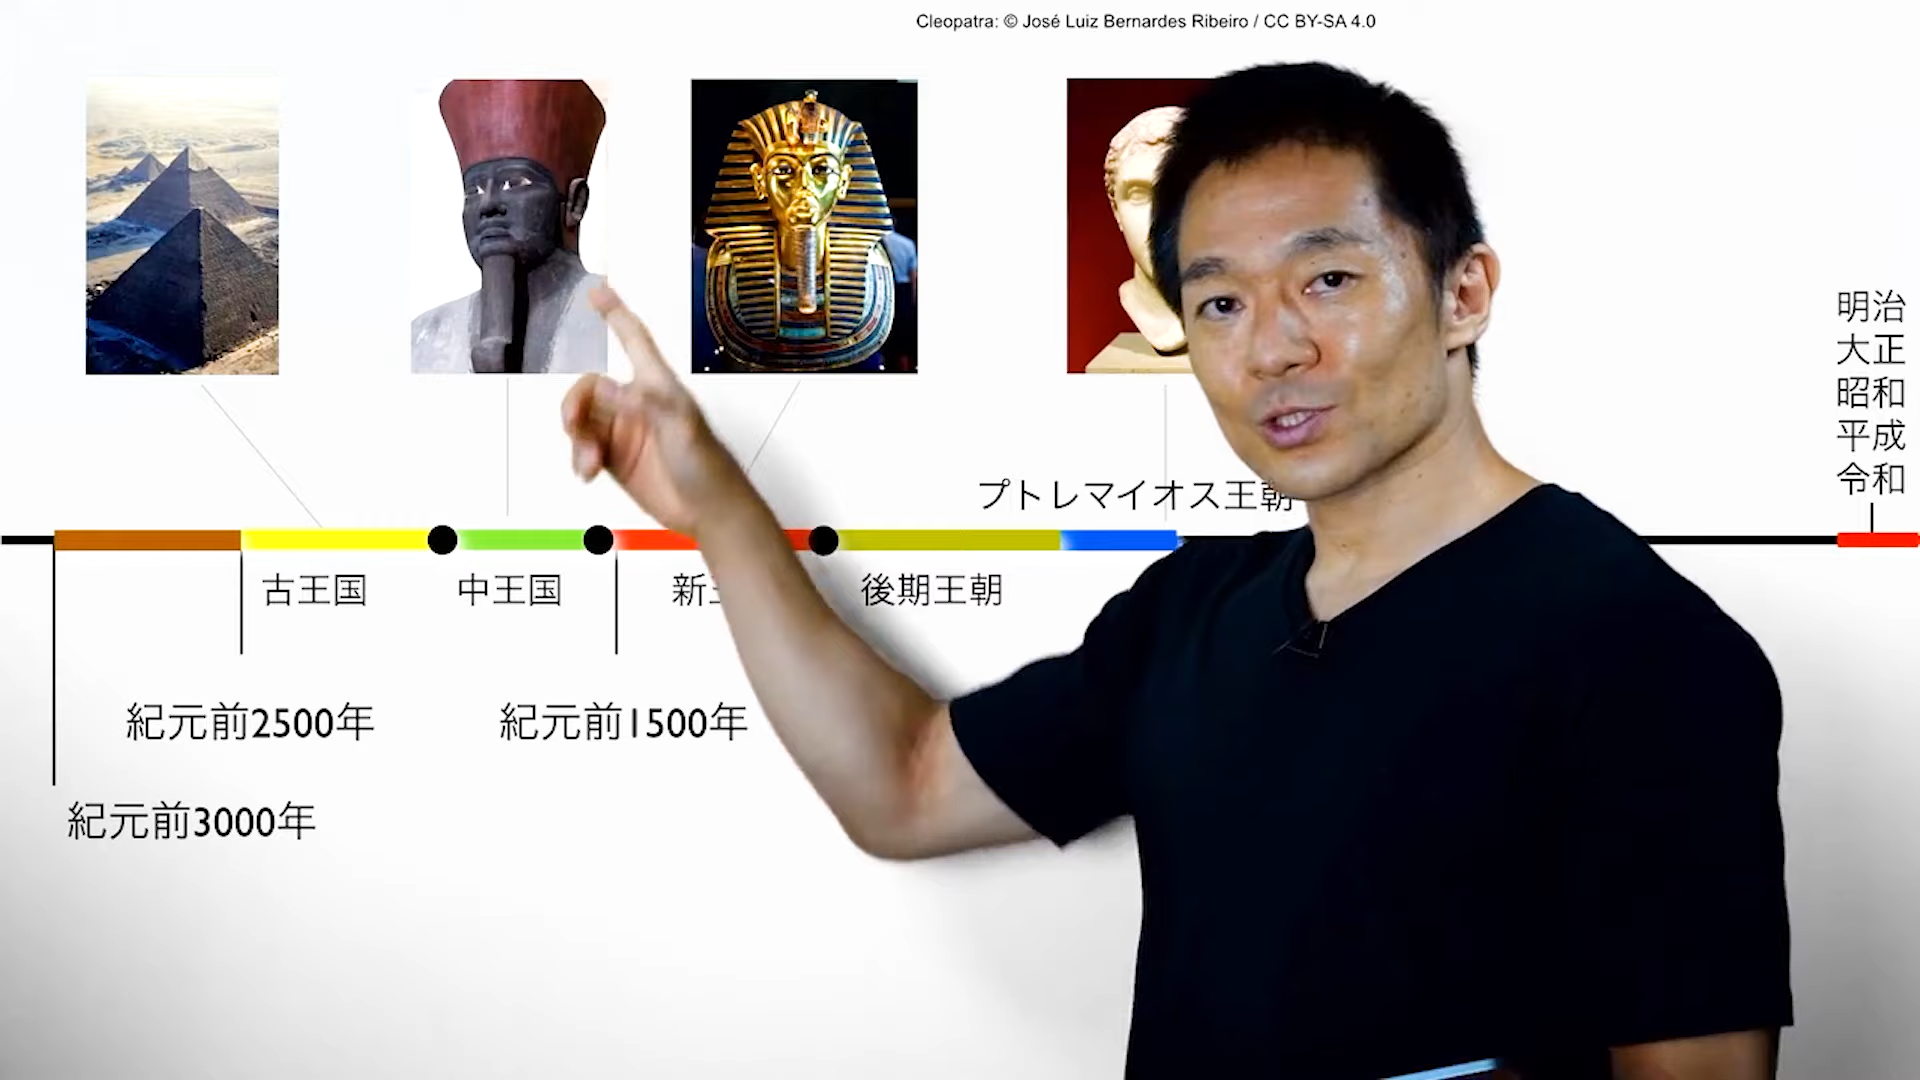 Cleopatra: © José Luiz Bernardes Ribeiro / CC BY-SA 4.0
明治
大正
昭和
平成
令和
プトレマイオス王朝
古王国
中王国
新
後期王朝
紀元前2500年
紀元前1500年
紀元前3000年